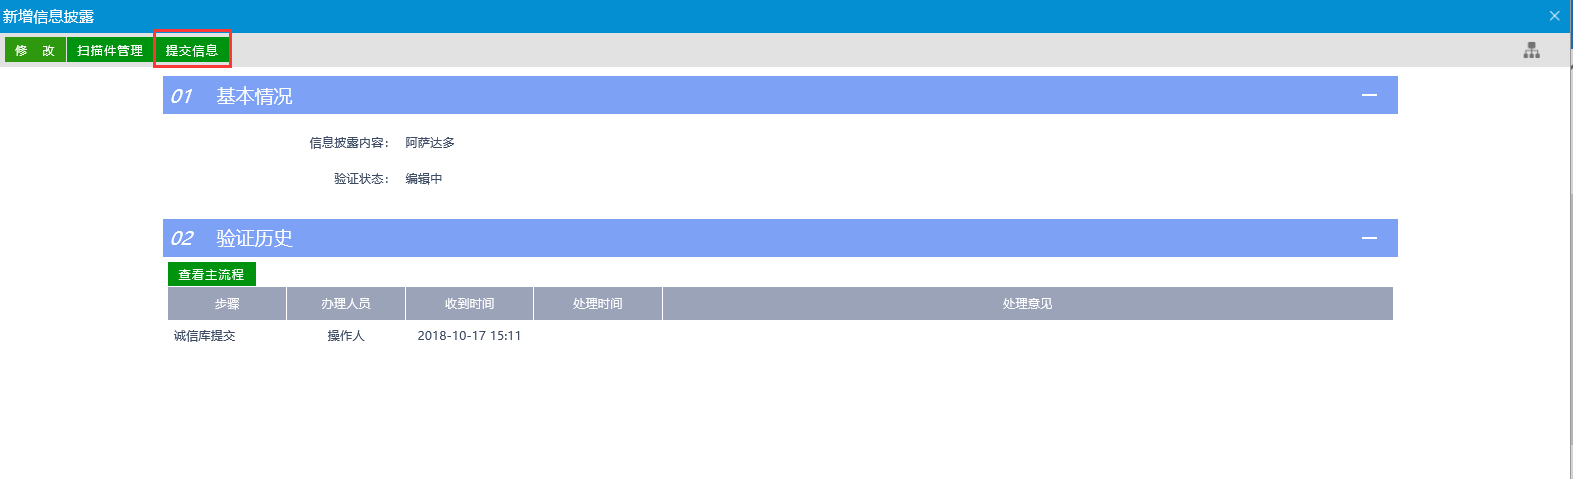 新增信息披露
修 改 扫描件管理 提交信息
01 基本情况
信息披露内容： 阿萨达多
验证状态： 编辑中
02 验证历史
查看主流程
步骤 办理人员 收到时间 处理时间 处理意见
诚信库提交 操作人 2018-10-17 15:11